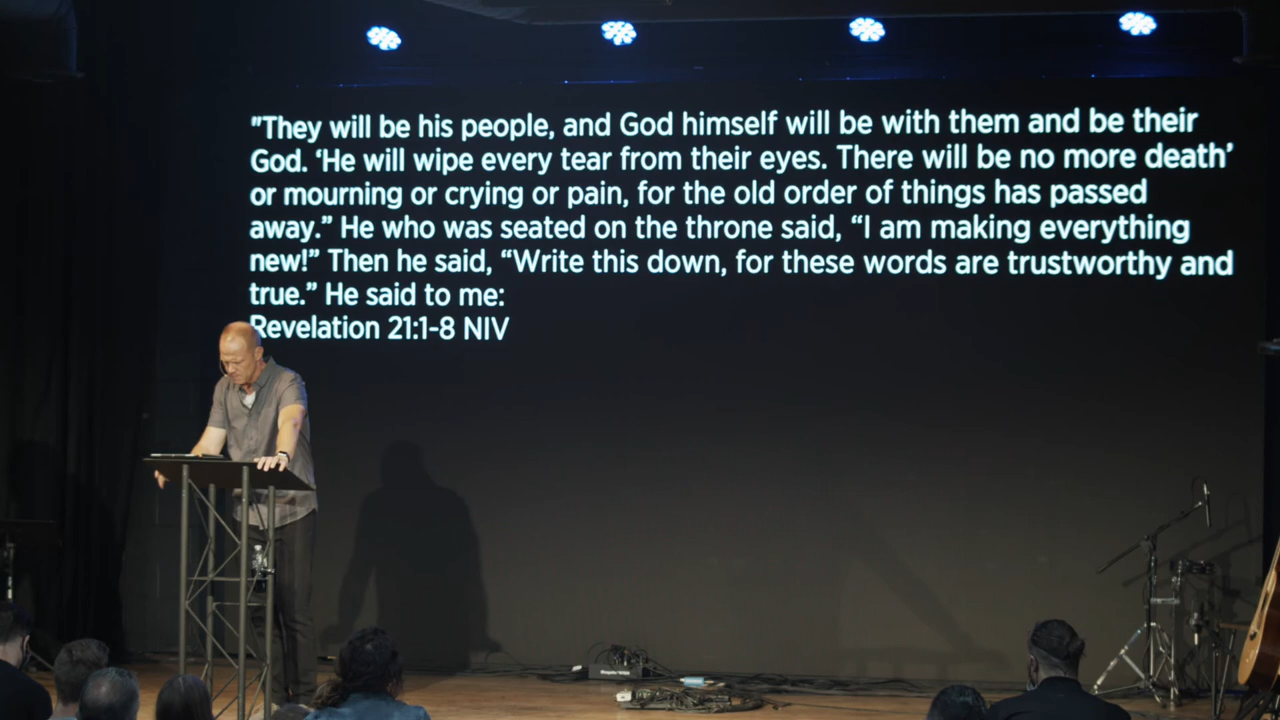 "They will be his people, and God himself will be with them and be their
God. ‘He will wipe every tear from their eyes. There will be no more death’
or mourning or crying or pain, for the old order of things has passed
away.” He who was seated on the throne said, “I am making everything
new!” Then he said, “Write this down, for these words are trustworthy and
true.” He said to me:
Revelation 21:1-8 NIV